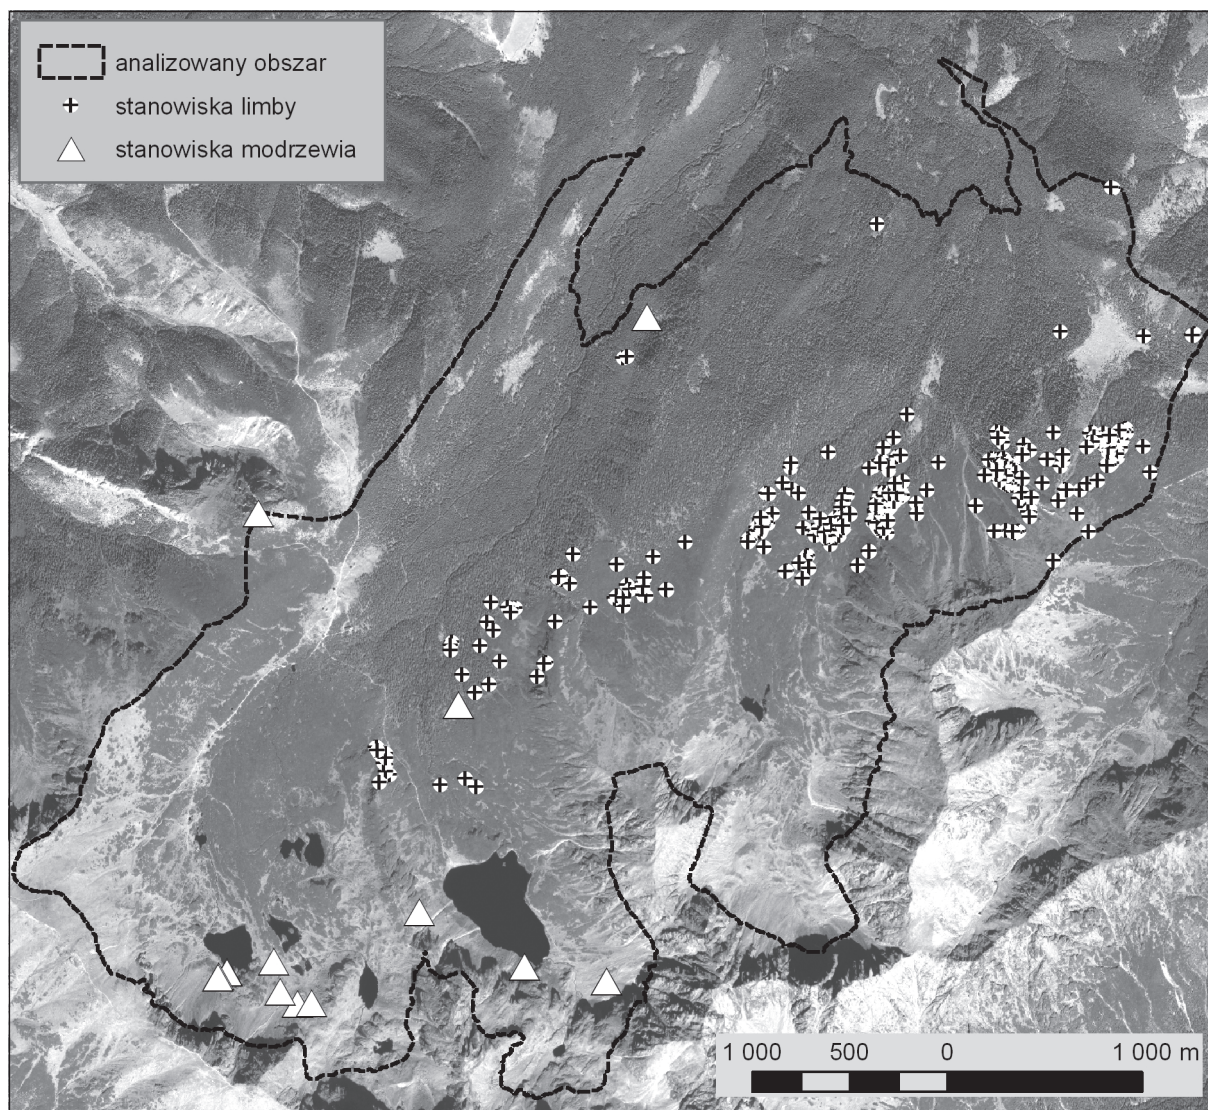 analizowany obszar
stanowiska limby
stanowiska modrzewia
1 000 500 0 1 000 m